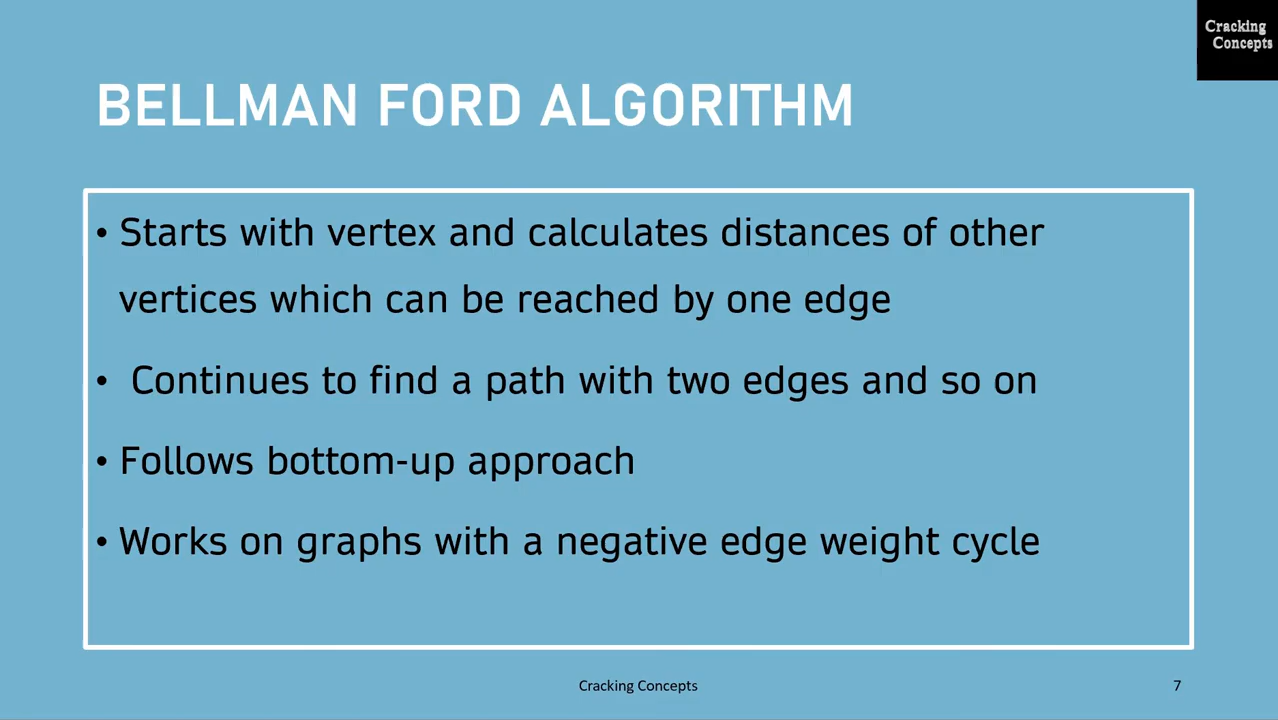 Cracking
Concepts
BELLMAN FORD ALGORITHM
• Starts with vertex and calculates distances of other
vertices which can be reached by one edge
• Continues to find a path with two edges and so on
• Follows bottom-up approach
• Works on graphs with a negative edge weight cycle
Cracking Concepts
7